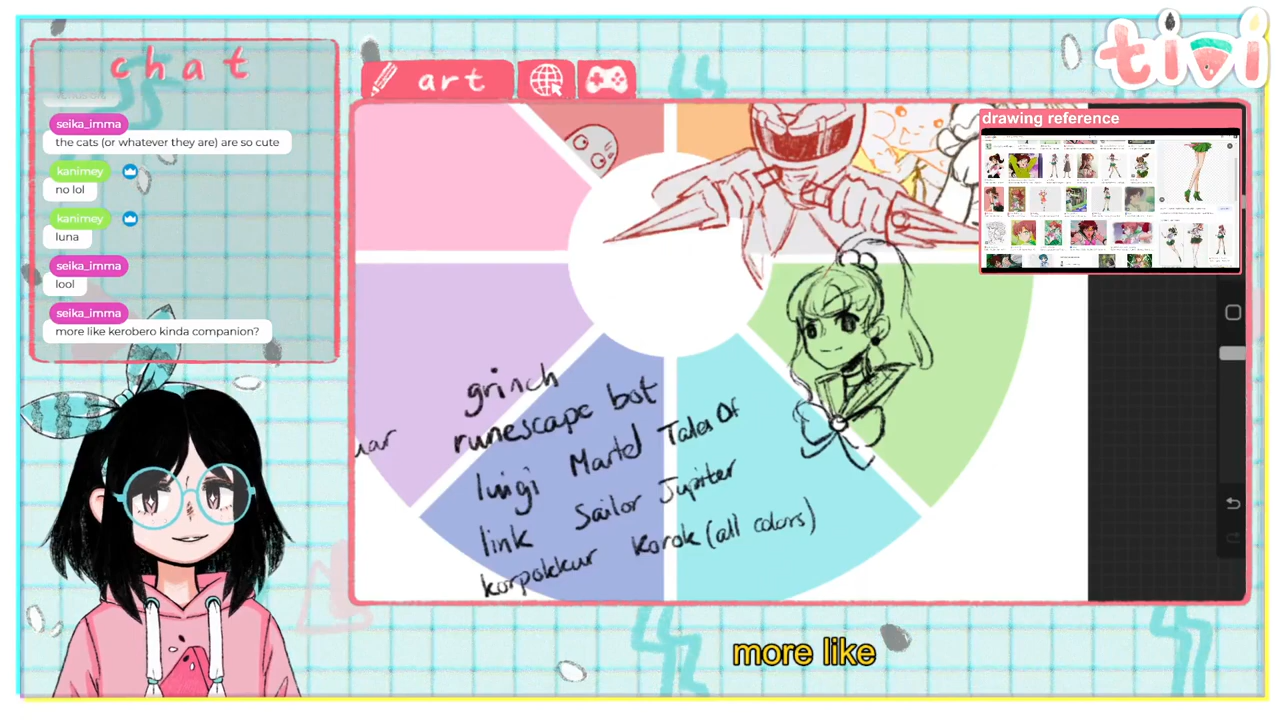 chat
seika_imma
the cats (or whatever they are) are so cute
kanimey
no lol
kanimey
luna
seika_imma
lool
seika_imma
more like kerobero kinda companion?
art
tivi
drawing reference
grinch
runescape bot
luigi Martel Tales Of
link Sailor Jupiter
korpokkur Korok (all colors)
more like